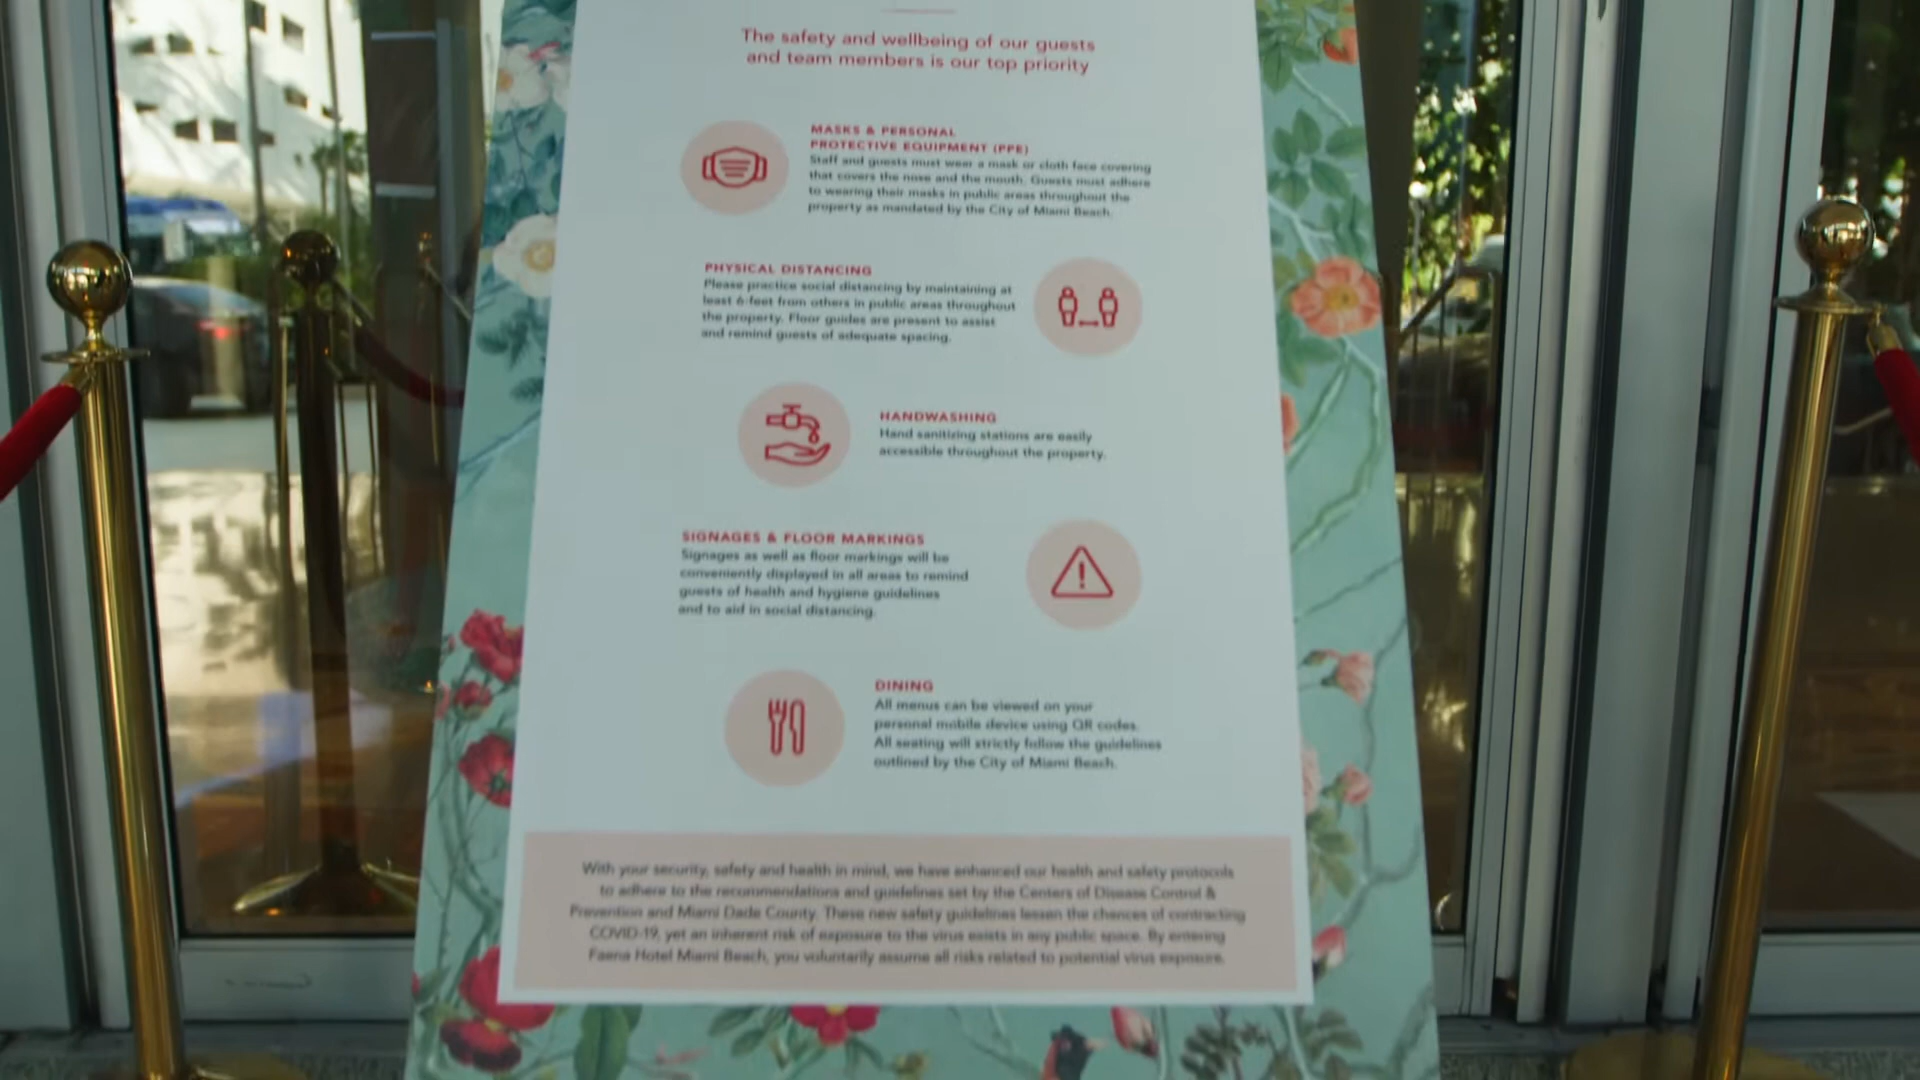 The safety and wellbeing of our guests
and team members is our top priority
MASKS & PERSONAL
PROTECTIVE EQUIPMENT (PPE)
Staff and guests must wear a mask or cloth face covering
that covers the nose and the mouth. Guests must adhere
to wearing their masks in public areas throughout the
property as mandated by the City of Miami Beach.
PHYSICAL DISTANCING
Please practice social distancing by maintaining at
least 6-feet from others in public areas throughout
the property. Floor guides are present to assist
and remind guests of adequate spacing.
HANDWASHING
Hand sanitizing stations are easily
accessible throughout the property.
SIGNAGES & FLOOR MARKINGS
Signages as well as floor markings will be
conveniently displayed in all areas to remind
guests of health and hygiene guidelines
and to aid in social distancing.
DINING
All menus can be viewed on your
personal mobile device using QR codes.
All seating will strictly follow the guidelines
outlined by the City of Miami Beach.
With your security, safety and health in mind, we have enhanced our health and safety protocols
to adhere to the recommendations and guidelines set by the Centers of Disease Control &
Prevention and Miami Dade County. These new safety guidelines lessen the chances of contracting
COVID-19, yet an inherent risk of exposure to the virus exists in any public space. By entering
Faena Hotel Miami Beach, you voluntarily assume all risks related to potential virus exposure.